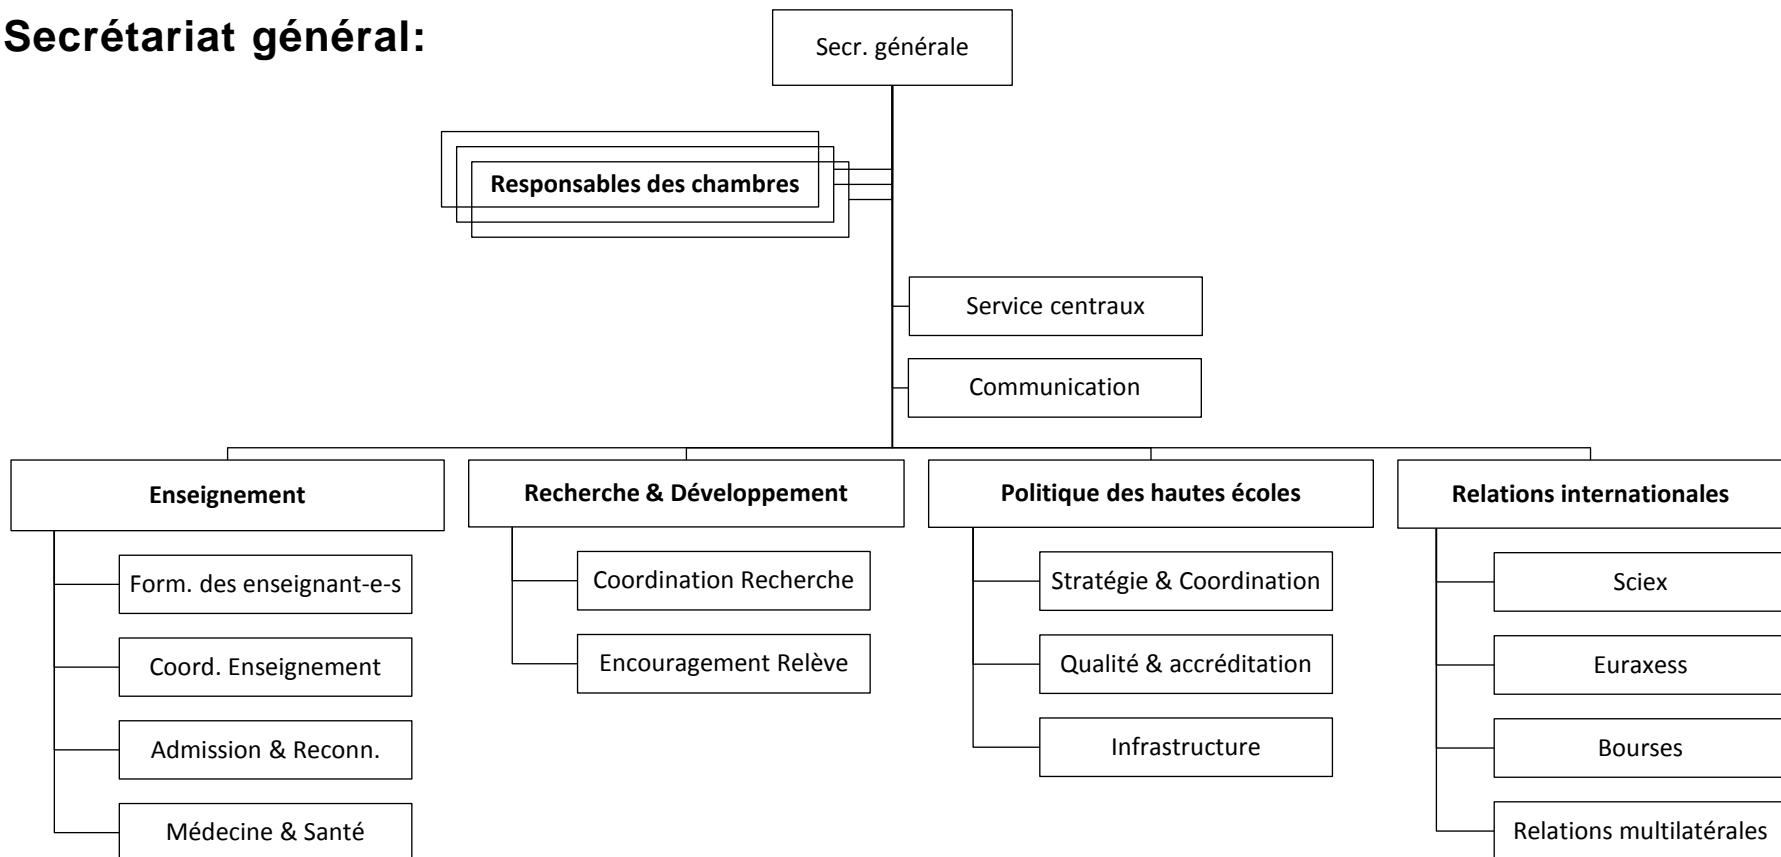 Secrétariat général:
Secr. générale
Responsables des chambres
Service centraux
Communication
Enseignement
Form. des enseignant-e-s
Coord. Enseignement
Admission & Reconn.
Médecine & Santé
Recherche & Développement
Coordination Recherche
Encouragement Relève
Politique des hautes écoles
Stratégie & Coordination
Qualité & accréditation
Infrastructure
Relations internationales
Sciex
Euraxess
Bourses
Relations multilatérales